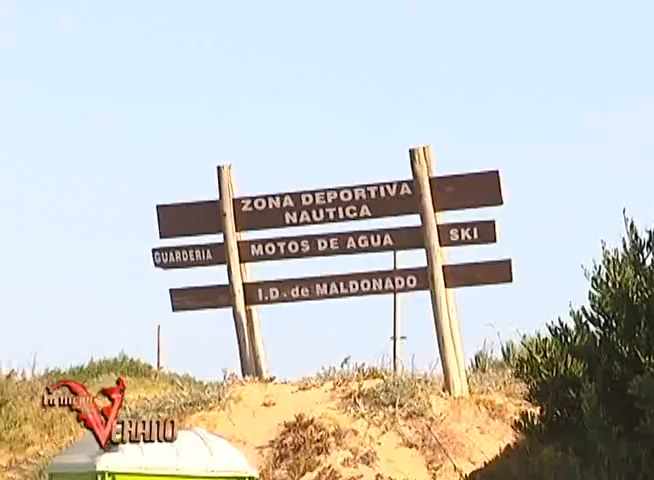 ZONA DEPORTIVA
NAUTICA
GUARDERIA MOTOS DE AGUA SKI
I.D. de MALDONADO
VERANO